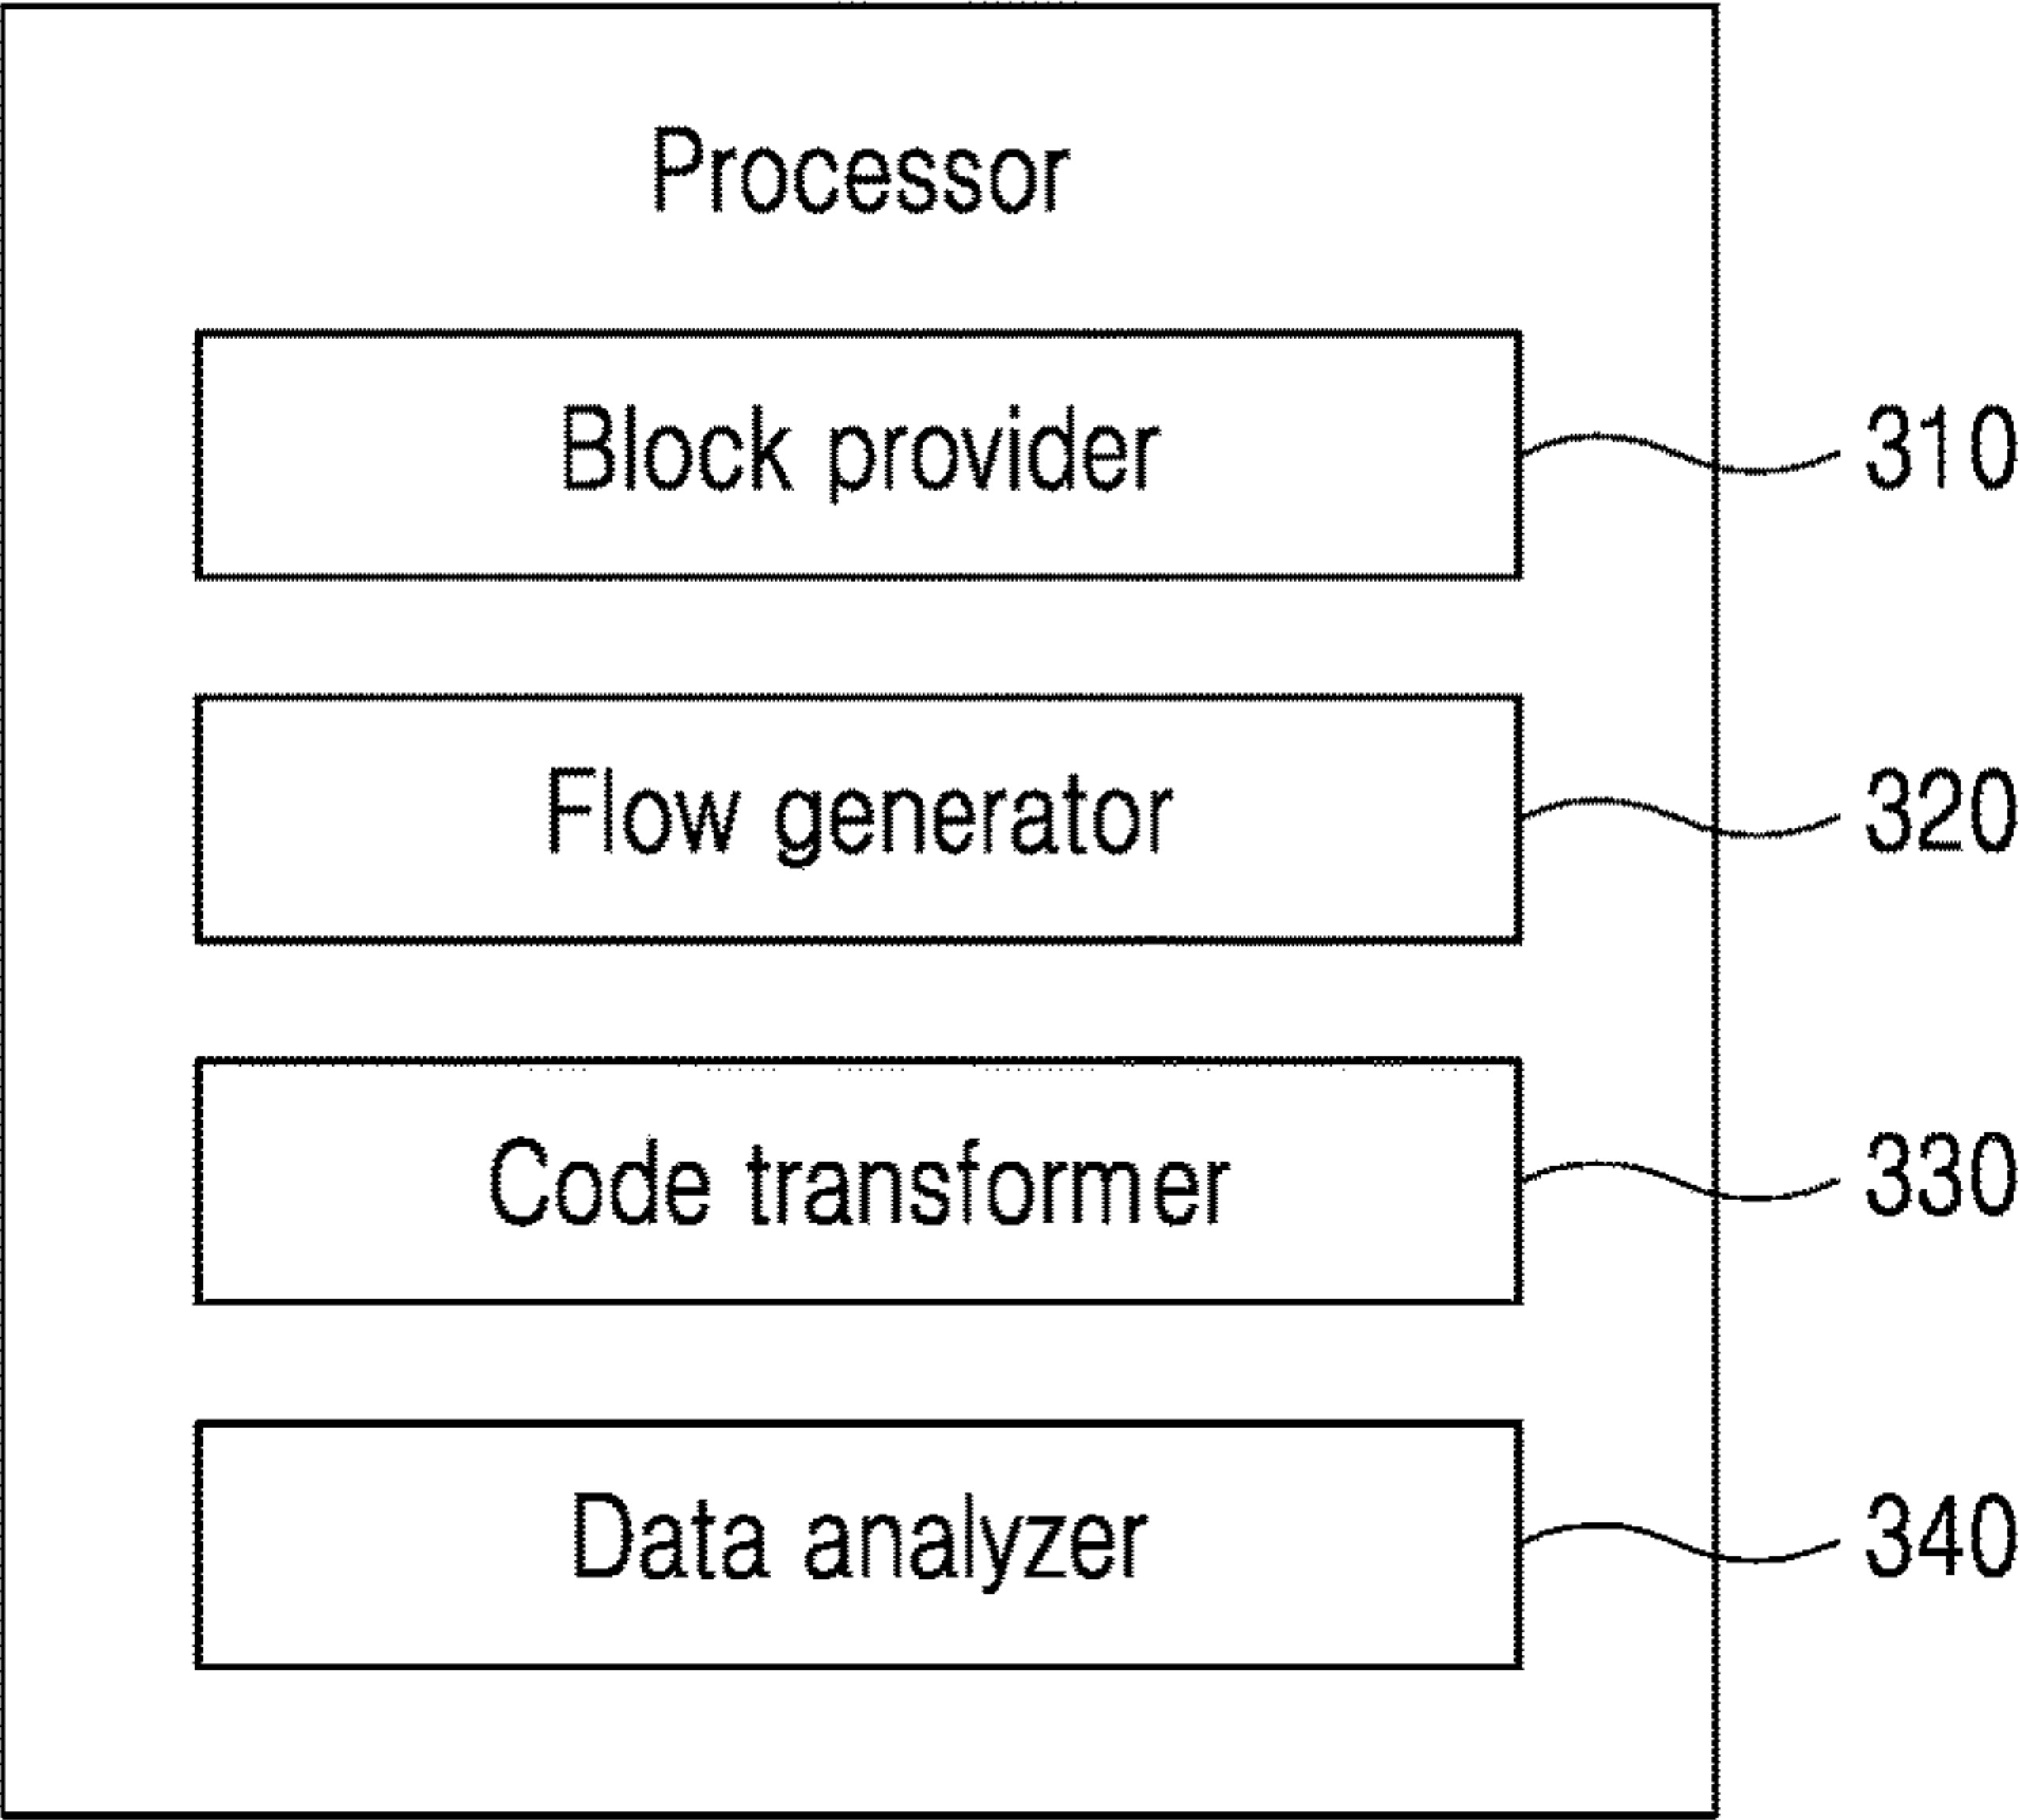 Processor
Block provider 310
Flow generator 320
Code transformer 330
Data analyzer 340